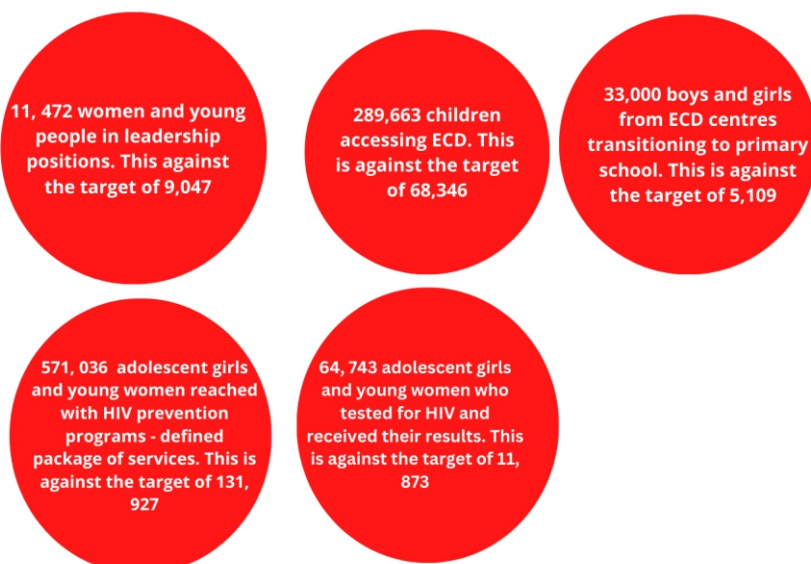 11, 472 women and young
people in leadership
positions. This against
the target of 9,047
289,663 children
accessing ECD. This
is against the target
of 68,346
33,000 boys and girls
from ECD centres
transitioning to primary
school. This is against
the target of 5,109
571, 036 adolescent girls
and young women reached
with HIV prevention
programs - defined
package of services. This is
against the target of 131,
927
64, 743 adolescent girls
and young women who
tested for HIV and
received their results. This
is against the target of 11,
873